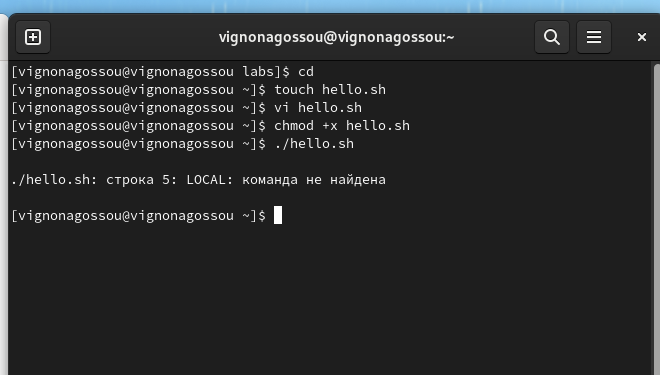 vignonagossou@vignonagossou:~
[vignonagossou@vignonagossou labs]$ cd
[vignonagossou@vignonagossou ~]$ touch hello.sh
[vignonagossou@vignonagossou ~]$ vi hello.sh
[vignonagossou@vignonagossou ~]$ chmod +x hello.sh
[vignonagossou@vignonagossou ~]$ ./hello.sh
./hello.sh: строка 5: LOCAL: команда не найдена
[vignonagossou@vignonagossou ~]$